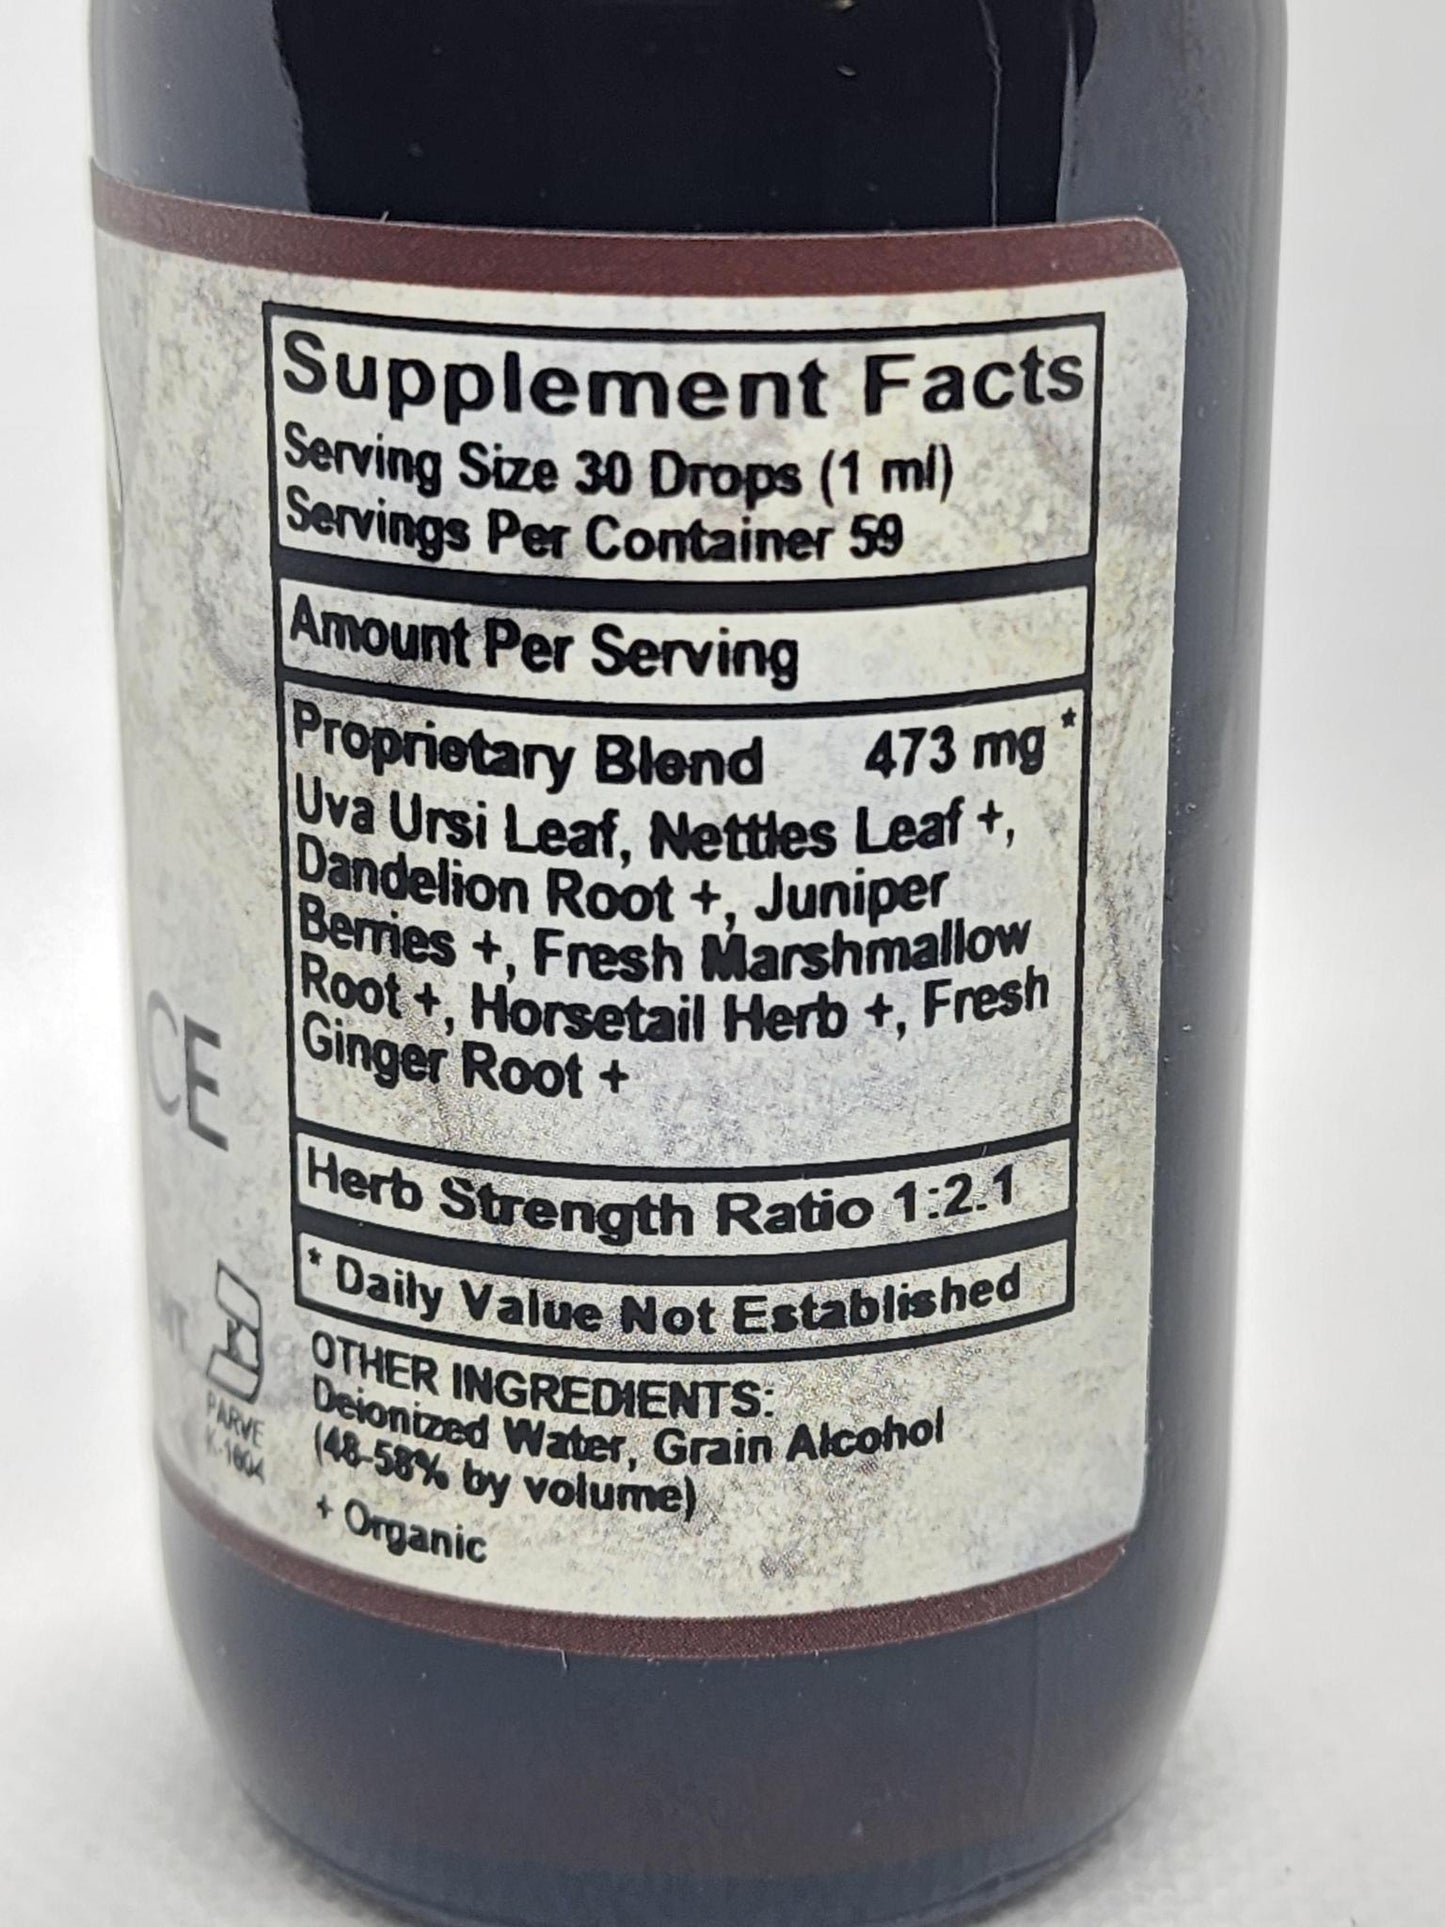 Supplement Facts
Serving Size 30 Drops (1 ml)
Servings Per Container 59
Amount Per Serving
Proprietary Blend 473 mg *
Uva Ursi Leaf, Nettles Leaf +,
Dandelion Root +, Juniper
Berries +, Fresh Marshmallow
Root +, Horsetail Herb +, Fresh
Ginger Root +
Herb Strength Ratio 1:2.1
* Daily Value Not Established
OTHER INGREDIENTS:
Deionized Water, Grain Alcohol
(48-58% by volume)
+ Organic
CE
PARVE
K-1604